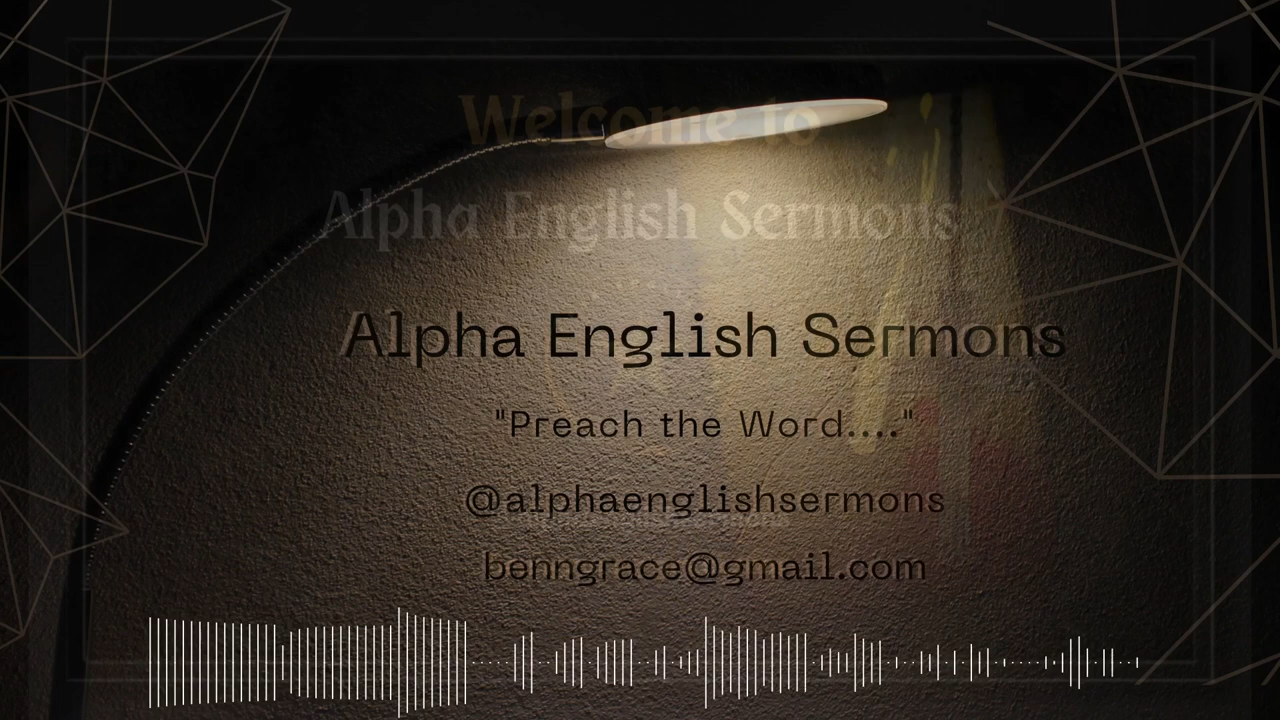 Welcome to
Alpha English Sermons
Alpha English Sermons
"Preach the Word...."
@alphaenglishsermons
benngrace@gmail.com